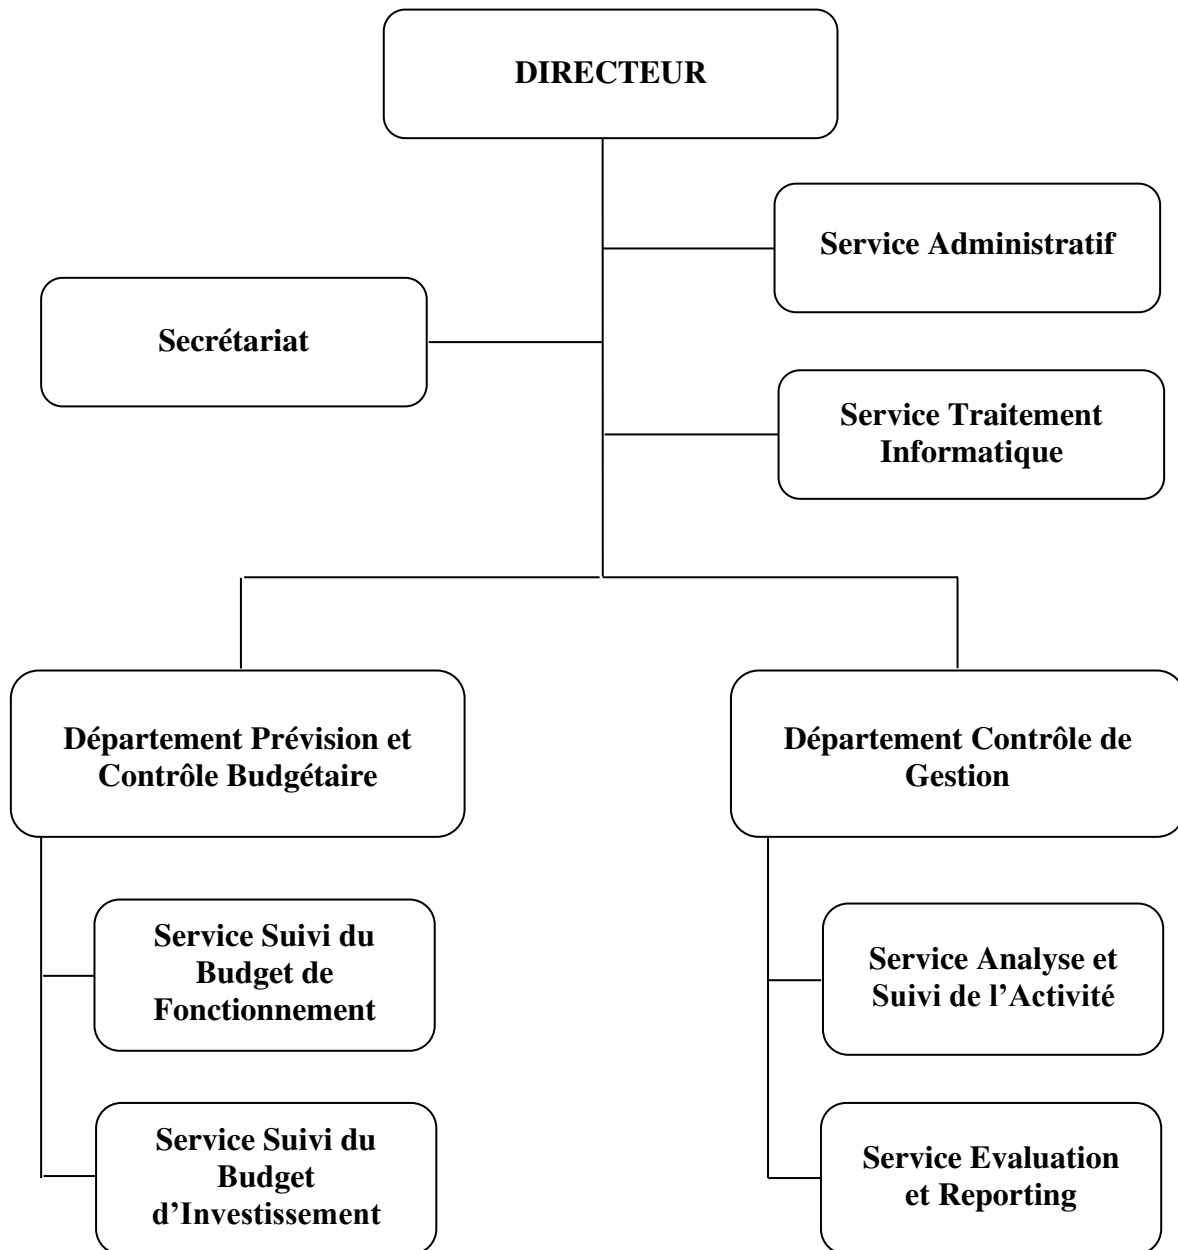 DIRECTEUR
Service Administratif
Secrétariat
Service Traitement
Informatique
Département Prévision et
Contrôle Budgétaire
Département Contrôle de
Gestion
Service Suivi du
Budget de
Fonctionnement
Service Analyse et
Suivi de l’Activité
Service Suivi du
Budget
d’Investissement
Service Evaluation
et Reporting